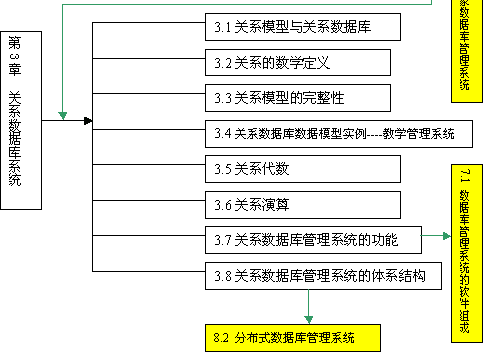 第3章 关系数据库系统
3.1 关系模型与关系数据库
3.2 关系的数学定义
3.3 关系模型的完整性
3.4 关系数据库数据模型实例----教学管理系统
3.5 关系代数
3.6 关系演算
3.7 关系数据库管理系统的功能
3.8 关系数据库管理系统的体系结构
数据库管理系统
7.1 数据库管理系统的软件组成
8.2 分布式数据库管理系统